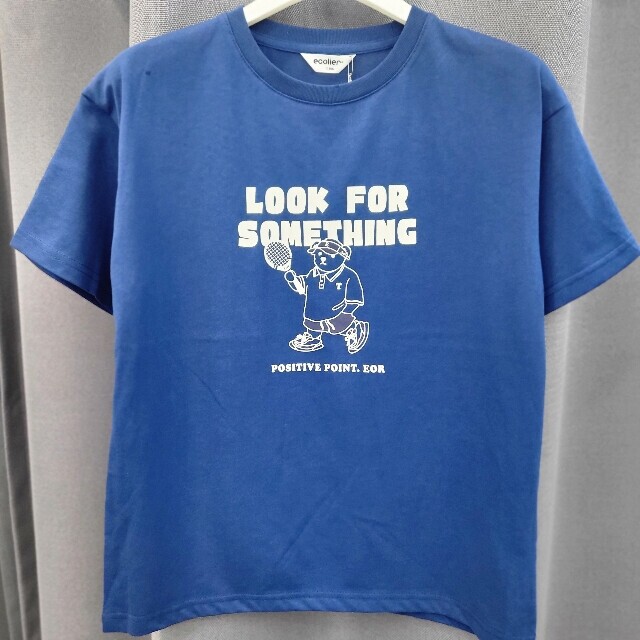 LOOK FOR
SOMETHING
T
POSITIVE POINT. EOR